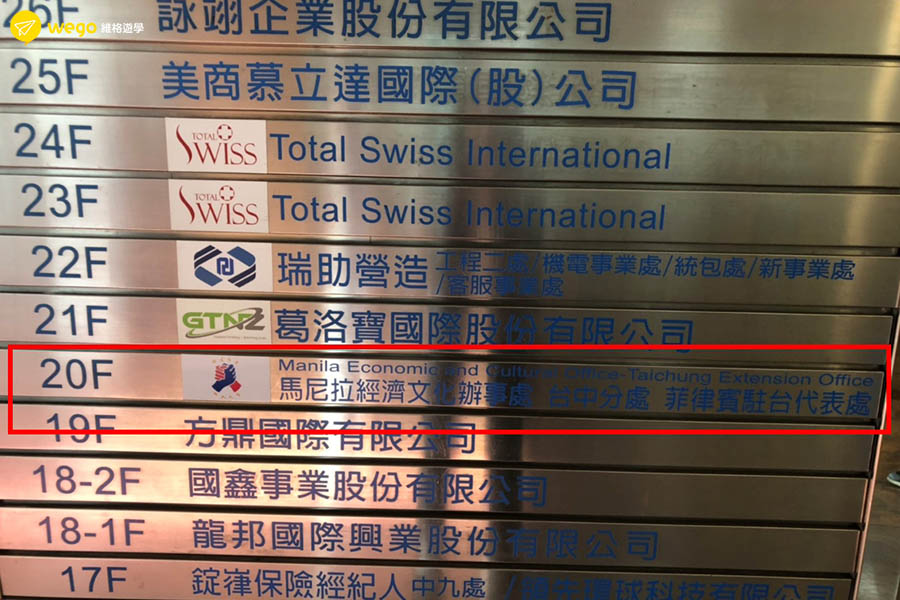 wego 維格遊學
26F 詠翊企業股份有限公司
25F 美商慕立達國際(股)公司
24F TOTAL SWISS Total Swiss International
23F TOTAL SWISS Total Swiss International
22F 瑞助營造 工程二處/機電事業處/統包處/新事業處
/客服事業處
21F 葛洛寶國際股份有限公司
20F Manila Economic and Cultural Office-Taichung Extension Office
馬尼拉經濟文化辦事處 台中分處 菲律賓駐台代表處
19F 方鼎國際有限公司
18-2F 國鑫事業股份有限公司
18-1F 龍邦國際興業股份有限公司
17F 錠嵂保險經紀人 中九處